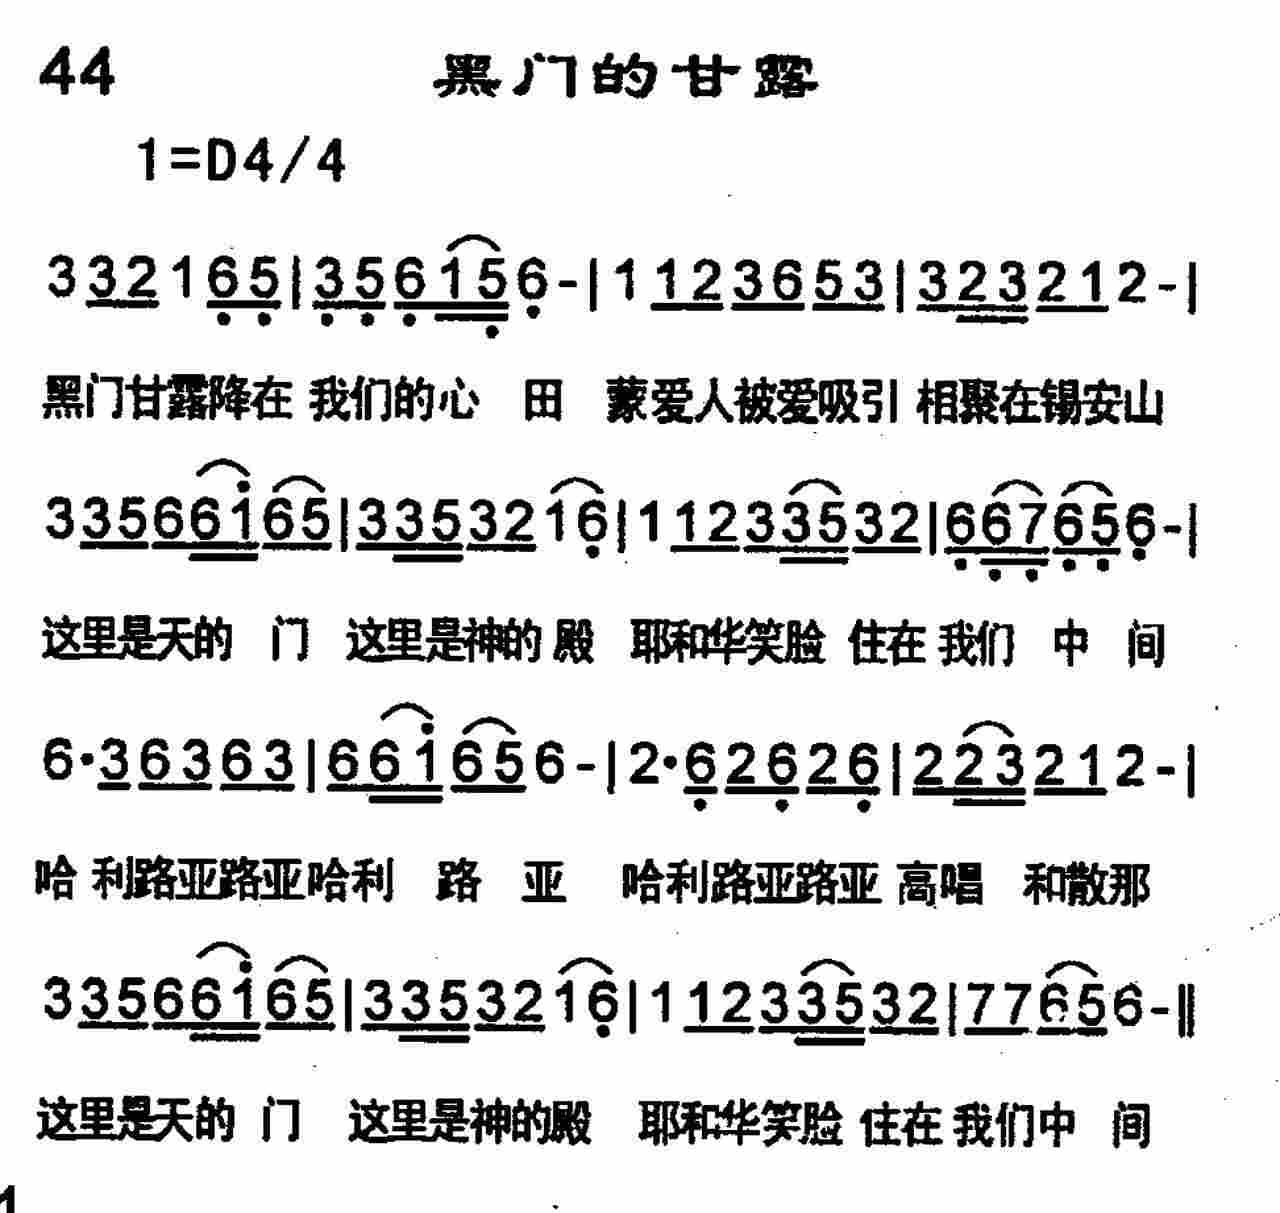 44 黑门的甘露
1=D4/4
3 3 2 1 6 5 | 3 5 6 1 5 6 - | 1 1 2 3 6 5 3 | 3 2 3 2 1 2 - |
黑门甘露降在 我们的心 田 蒙爱人被爱吸引 相聚在锡安山
3 3 5 6 6 1 6 5 | 3 3 5 3 2 1 6 | 1 1 2 3 3 5 3 2 | 6 6 7 6 5 6 - |
这里是天的 门 这里是神的 殿 耶和华笑脸 住在 我们 中 间
6 · 3 6 3 6 3 | 6 6 1 6 5 6 - | 2 · 6 2 6 2 6 | 2 2 3 2 1 2 - |
哈 利路亚路亚哈利 路 亚 哈利路亚路亚 高唱 和散那
3 3 5 6 6 1 6 5 | 3 3 5 3 2 1 6 | 1 1 2 3 3 5 3 2 | 7 7 6 5 6 - ‖
这里是天的 门 这里是神的殿 耶和华笑脸 住在 我们中 间
1